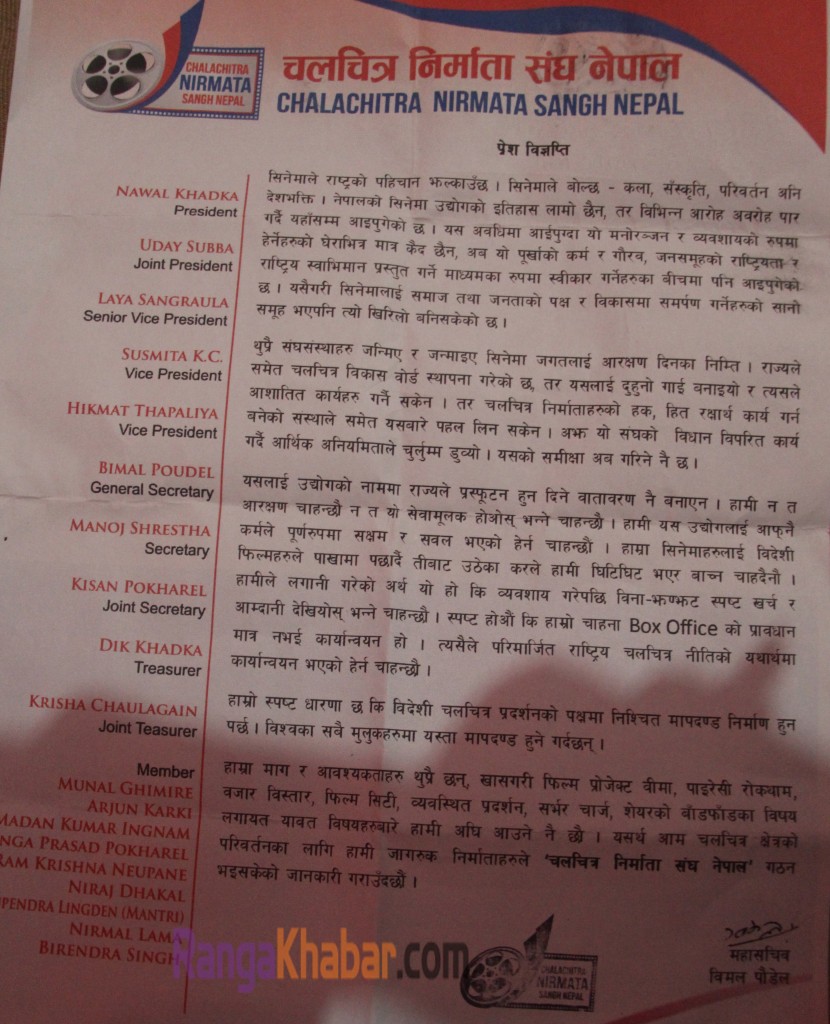 CHALACHITRA
NIRMATA
SANGH NEPAL
चलचित्र निर्माता संघ नेपाल
CHALACHITRA NIRMATA SANGH NEPAL
प्रेश विज्ञप्ति
NAWAL KHADKA
President
UDAY SUBBA
Joint President
LAYA SANGRAULA
Senior Vice President
SUSMITA K.C.
Vice President
HIKMAT THAPALIYA
Vice President
BIMAL POUDEL
General Secretary
MANOJ SHRESTHA
Secretary
KISAN POKHAREL
Joint Secretary
DIK KHADKA
Treasurer
KRISHA CHAULAGAIN
Joint Teasurer
Member
MUNAL GHIMIRE
ARJUN KARKI
MADAN KUMAR INGNAM
NGA PRASAD POKHAREL
RAM KRISHNA NEUPANE
NIRAJ DHAKAL
PENDRA LINGDEN (MANTRI)
NIRMAL LAMA
BIRENDRA SINGH
सिनेमाले राष्ट्रको पहिचान झल्काउँछ । सिनेमाले बोल्छ - कला, सँस्कृति, परिवर्तन अनि
देशभक्ति । नेपालको सिनेमा उद्योगको इतिहास लामो छैन, तर विभिन्न आरोह अवरोह पार
गर्दै यहाँसम्म आइपुगेको छ । यस अवधिमा आईपुग्दा यो मनोरञ्जन र व्यवशायको रुपमा
हेर्नेहरुको घेराभित्र मात्र कैद छैन, अब यो पूर्खाको कर्म र गौरव, जनसमूहको राष्ट्रियता र
राष्ट्रिय स्वाभिमान प्रस्तुत गर्ने माध्यमका रुपमा स्वीकार गर्नेहरुका बीचमा पनि आइपुगेको
छ । यसैगरी सिनेमालाई समाज तथा जनताको पक्ष र विकासमा समर्पण गर्नेहरुको सानो
समूह भएपनि त्यो खिरिलो बनिसकेको छ ।
थुप्रै संघसंस्थाहरु जन्मिए र जन्माइए सिनेमा जगतलाई आरक्षण दिनका निम्ति । राज्यले
समेत चलचित्र विकास वोर्ड स्थापना गरेको छ, तर यसलाई दुहुनो गाई बनाइयो र त्यसले
आशातित कार्यहरु गर्नै सकेन । तर चलचित्र निर्माताहरुको हक, हित रक्षार्थ कार्य गर्न
बनेको संस्थाले समेत यसबारे पहल लिन सकेन । अझ यो संघको विधान विपरित कार्य
गर्दै आर्थिक अनियमिताले चुर्लुम्म डुव्यो । यसको समीक्षा अब गरिने नै छ ।
यसलाई उद्योगको नाममा राज्यले प्रस्फूटन हुन दिने वातावरण नै बनाएन । हामी न त
आरक्षण चाहन्छौ न त यो सेवामूलक होओस् भन्ने चाहन्छौ । हामी यस उद्योगलाई आफ्नै
कर्मले पूर्णरुपमा सक्षम र सवल भएको हेर्न चाहन्छौ । हाम्रा सिनेमाहरुलाई विदेशी
फिल्महरुले पाखामा पछार्दै तीबाट उठेका करले हामी घिटिघिट भएर बाच्न चाहदैनौ ।
हामीले लगानी गरेको अर्थ यो हो कि व्यवशाय गरेपछि विना-झण्झट स्पष्ट खर्च र
आम्दानी देखियोस् भन्ने चाहन्छौ । स्पष्ट होऔं कि हाम्रो चाहना Box Office को प्रावधान
मात्र नभई कार्यान्वयन हो । त्यसैले परिमार्जित राष्ट्रिय चलचित्र नीतिको यथार्थमा
कार्यान्वयन भएको हेर्न चाहन्छौ ।
हाम्रो स्पष्ट धारणा छ कि विदेशी चलचित्र प्रदर्शनको पक्षमा निश्चित मापदण्ड निर्माण हुन
पर्छ । विश्वका सवै मुलुकहरुमा यस्ता मापदण्ड हुने गर्दछन् ।
हाम्रा माग र आवश्यकताहरु थुप्रै छन्, खासगरी फिल्म प्रोजेक्ट वीमा, पाइरेसी रोकथाम,
वजार विस्तार, फिल्म सिटी, व्यवस्थित प्रदर्शन, सर्भर चार्ज, शेयरको वाँडफाँडका विषय
लगायत यावत विषयहरुबारे हामी अघि आउने नै छौ । यसर्थ आम चलचित्र क्षेत्रको
परिवर्तनका लागि हामी जागरुक निर्माताहरुले 'चलचित्र निर्माता संघ नेपाल' गठन
भइसकेको जानकारी गराउँदछौं ।
RangaKhabar.com
CHALACHITRA
NIRMATA
SANGH NEPAL
महासचिव
विमल पौडेल